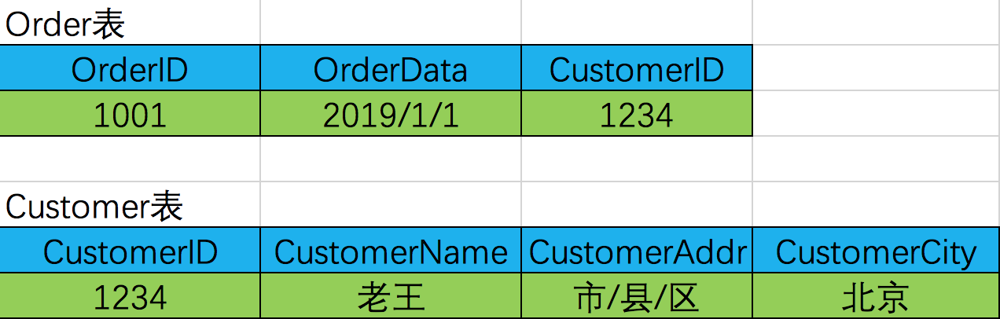 Order表
OrderID OrderData CustomerID
1001 2019/1/1 1234
Customer表
CustomerID CustomerName CustomerAddr CustomerCity
1234 老王 市/县/区 北京